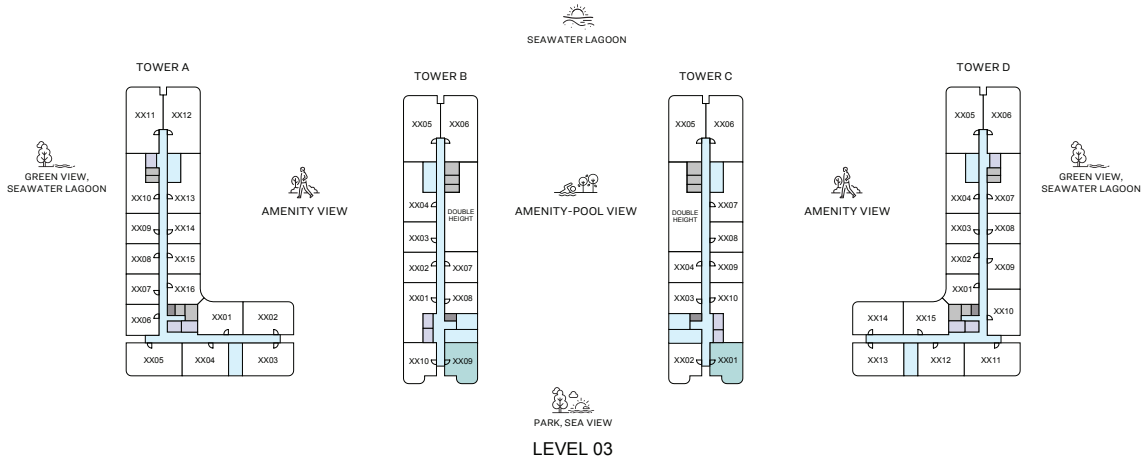 SEAWATER LAGOON
TOWER A
XX11
XX12
XX10
XX13
XX09
XX14
XX08
XX15
XX07
XX16
XX06
XX01
XX02
XX05
XX04
XX03
GREEN VIEW,
SEAWATER LAGOON
AMENITY VIEW
TOWER B
XX05
XX06
XX04
DOUBLE
HEIGHT
XX03
XX02
XX07
XX01
XX08
XX10
XX09
AMENITY-POOL VIEW
TOWER C
XX05
XX06
DOUBLE
HEIGHT
XX07
XX08
XX04
XX09
XX03
XX10
XX02
XX01
AMENITY VIEW
TOWER D
XX05
XX06
XX04
XX07
XX03
XX08
XX02
XX09
XX01
XX10
XX14
XX15
XX13
XX12
XX11
GREEN VIEW,
SEAWATER LAGOON
PARK, SEA VIEW
LEVEL 03